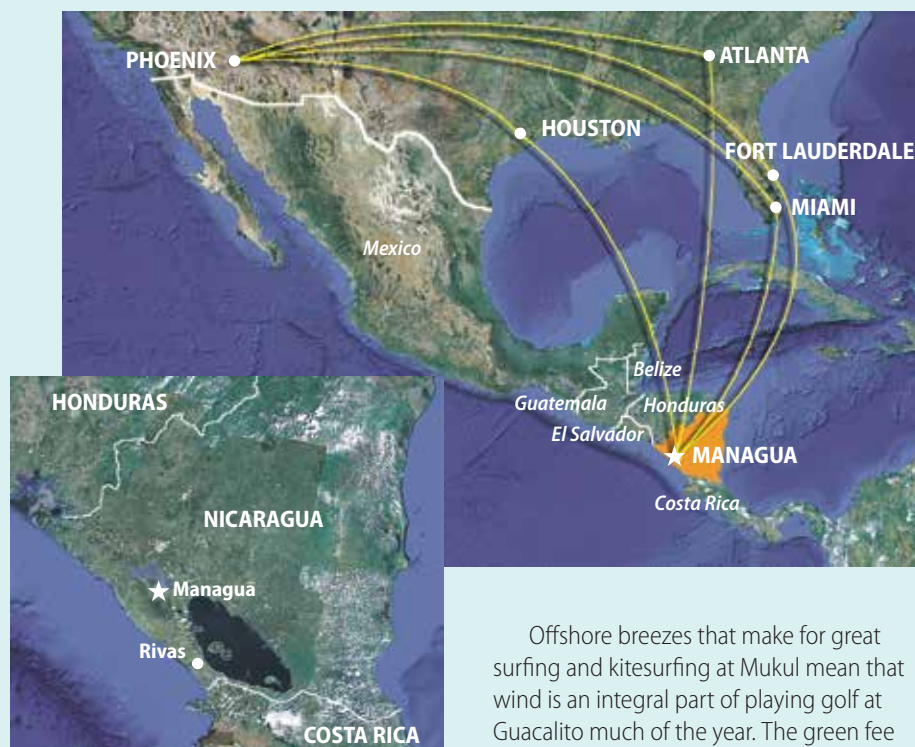 PHOENIX
ATLANTA
HOUSTON
FORT LAUDERDALE
MIAMI
Mexico
Belize
Guatemala
Honduras
El Salvador
MANAGUA
Costa Rica
HONDURAS
NICARAGUA
Managua
Rivas
COSTA RICA
Offshore breezes that make for great
surfing and kitesurfing at Mukul mean that
wind is an integral part of playing golf at
Guacalito much of the year. The green fee